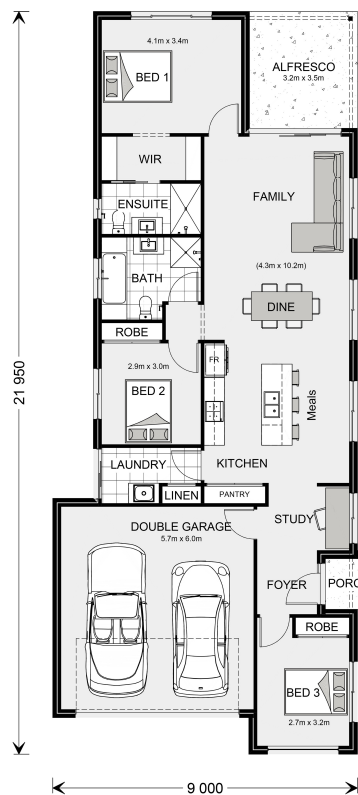 4.1m x 3.4m
BED 1
ALFRESCO
3.2m x 3.5m
WIR
ENSUITE
FAMILY
(4.3m x 10.2m)
BATH
DINE
ROBE
FR
2.9m x 3.0m
BED 2
Meals
21 950
LAUNDRY
KITCHEN
LINEN
PANTRY
STUDY
DOUBLE GARAGE
5.7m x 6.0m
FOYER
PORC
ROBE
BED 3
2.7m x 3.2m
9 000